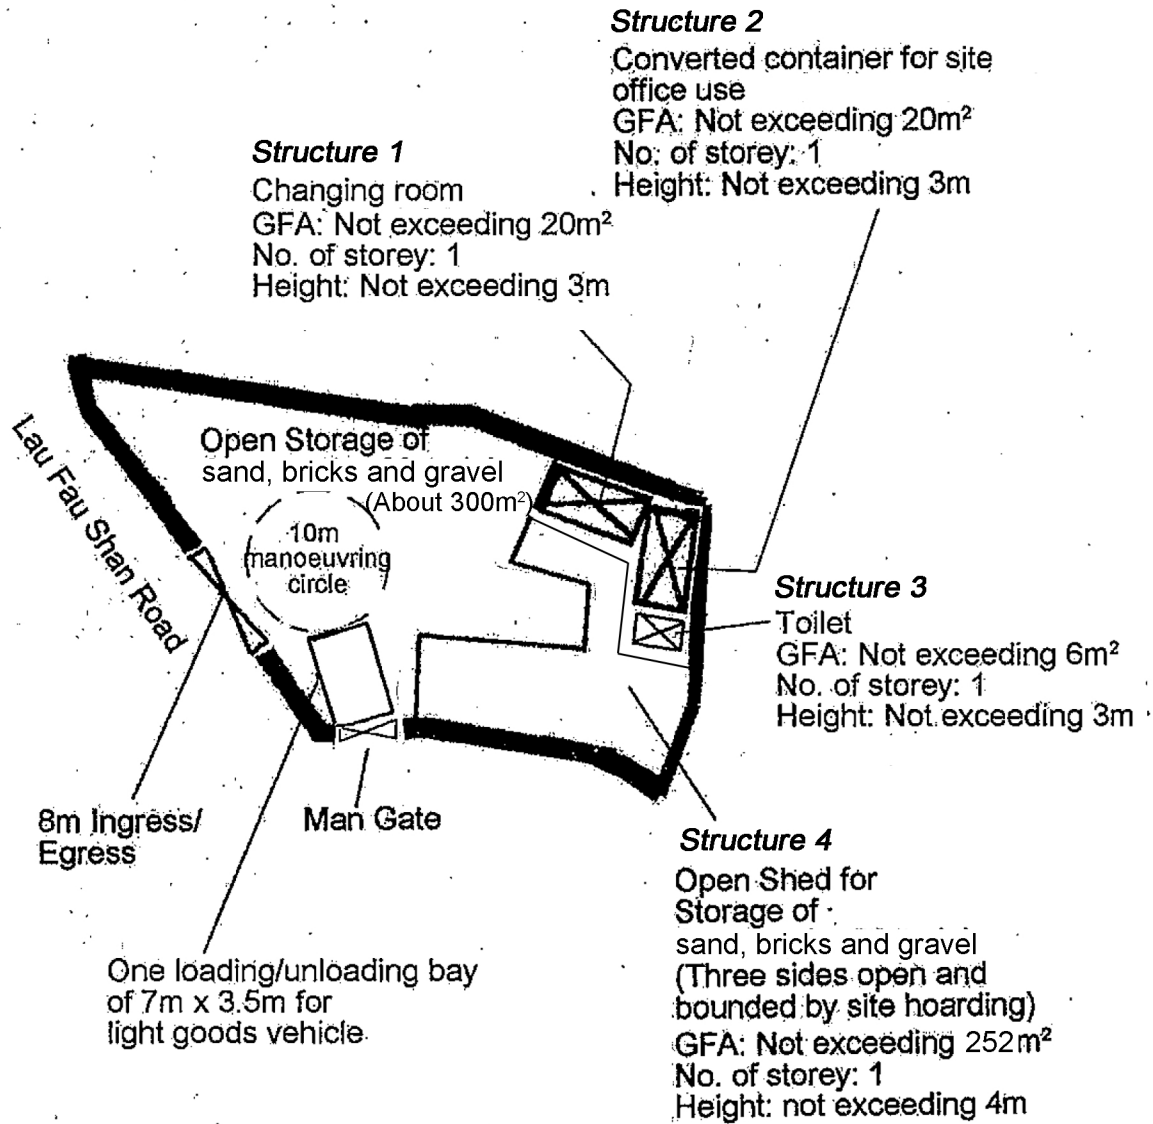 Structure 2
Converted container for site
office use
GFA: Not exceeding 20m²
No. of storey: 1
Height: Not exceeding 3m
Structure 1
Changing room
GFA: Not exceeding 20m²
No. of storey: 1
Height: Not exceeding 3m
Lau Fau Shan Road
Open Storage of
sand, bricks and gravel
(About 300m²)
10m
manoeuvring
circle
Structure 3
Toilet
GFA: Not exceeding 6m²
No. of storey: 1
Height: Not exceeding 3m
8m Ingress/
Egress
Man Gate
Structure 4
Open Shed for
Storage of
sand, bricks and gravel
(Three sides open and
bounded by site hoarding)
GFA: Not exceeding 252m²
No. of storey: 1
Height: not exceeding 4m
One loading/unloading bay
of 7m x 3.5m for
light goods vehicle